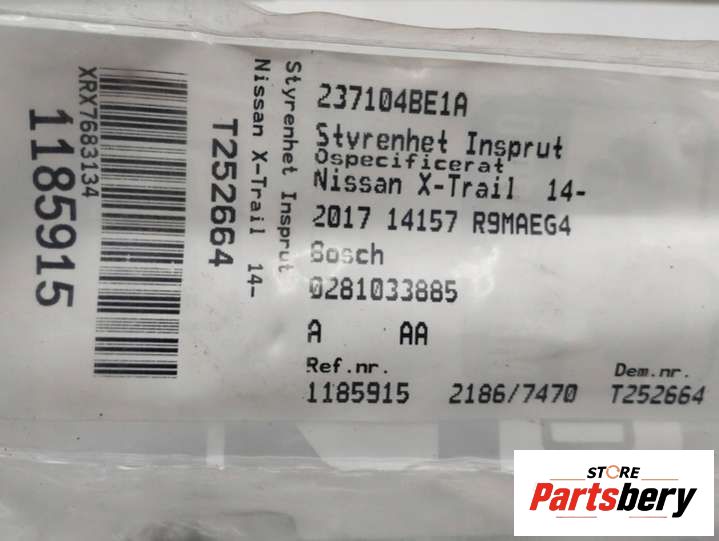 XRX7683134
1185915
T252664
Styrenhet Insprut
Nissan X-Trail 14-
237104BE1A
Styrenhet Insprut
Ospecificerat
Nissan X-Trail 14-
2017 14157 R9MAEG4
Bosch
0281033885
A AA
Ref.nr. Dem.nr.
1185915 2186/7470 T252664
STORE
Partsbery